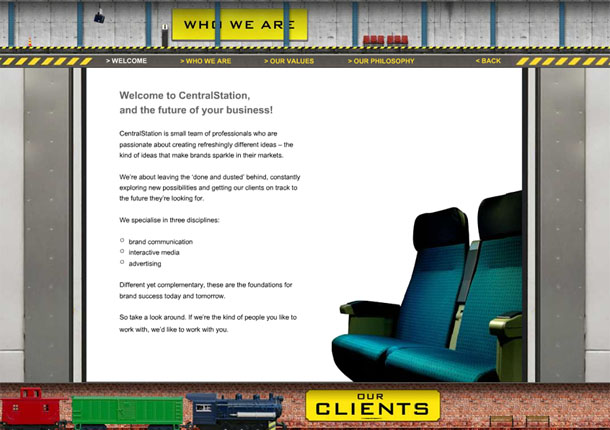 WHO WE ARE
> WELCOME > WHO WE ARE > OUR VALUES > OUR PHILOSOPHY < BACK
Welcome to CentralStation,
and the future of your business!
CentralStation is small team of professionals who are
passionate about creating refreshingly different ideas – the
kind of ideas that make brands sparkle in their markets.
We're about leaving the 'done and dusted' behind, constantly
exploring new possibilities and getting our clients on track to
the future they're looking for.
We specialise in three disciplines:
brand communication
interactive media
advertising
Different yet complementary, these are the foundations for
brand success today and tomorrow.
So take a look around. If we're the kind of people you like to
work with, we'd like to work with you.
OUR
CLIENTS